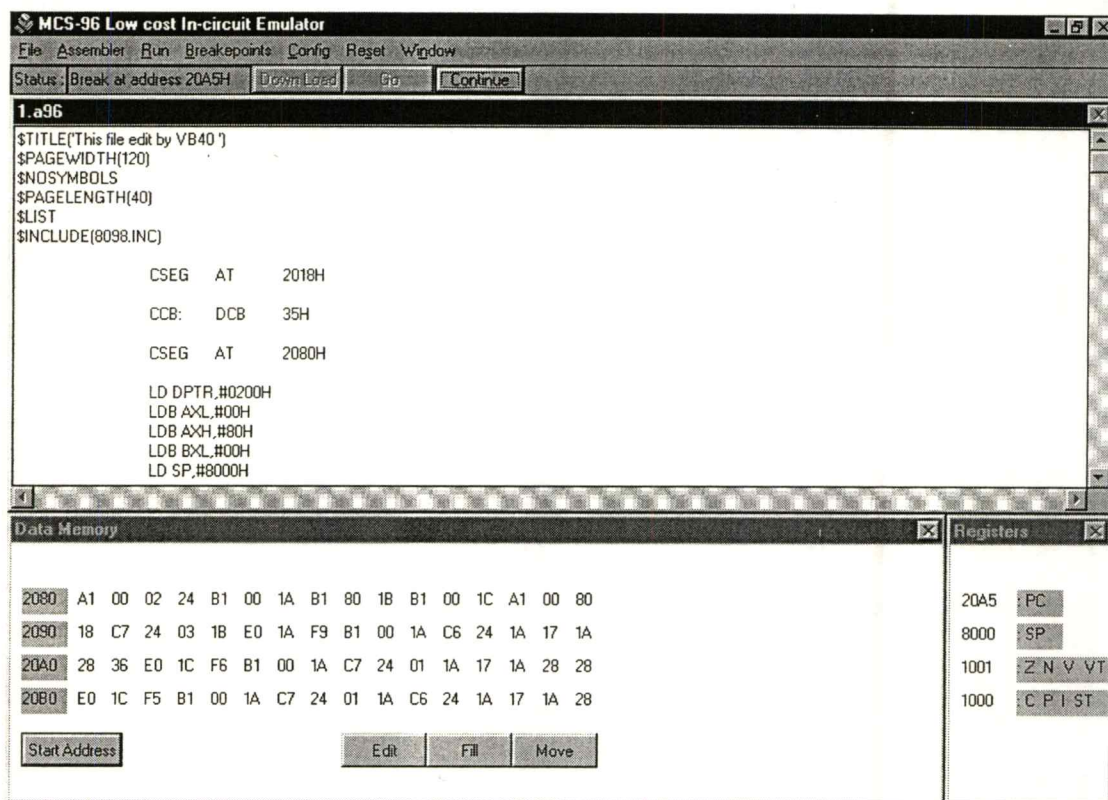 MCS-96 Low cost In-circuit Emulator
File Assembler Run Breakepoints Config Reset Window
Status : Break at address 20A5H Down Load Go Continue
1.a96
$TITLE('This file edit by VB40 ')
$PAGEWIDTH(120)
$NOSYMBOLS
$PAGELENGTH(40)
$LIST
$INCLUDE(8098.INC)
CSEG AT 2018H
CCB: DCB 35H
CSEG AT 2080H
LD DPTR,#0200H
LDB AXL,#00H
LDB AXH,#80H
LDB BXL,#00H
LD SP,#8000H
Data Memory
2080 A1 00 02 24 B1 00 1A B1 80 1B B1 00 1C A1 00 80
2090 18 C7 24 03 1B E0 1A F9 B1 00 1A C6 24 1A 17 1A
20A0 28 36 E0 1C F6 B1 00 1A C7 24 01 1A 17 1A 28 28
20B0 E0 1C F5 B1 00 1A C7 24 01 1A C6 24 1A 17 1A 28
Start Address Edit Fill Move
Registers
20A5 : PC
8000 : SP
1001 : Z N V VT
1000 : C P I ST